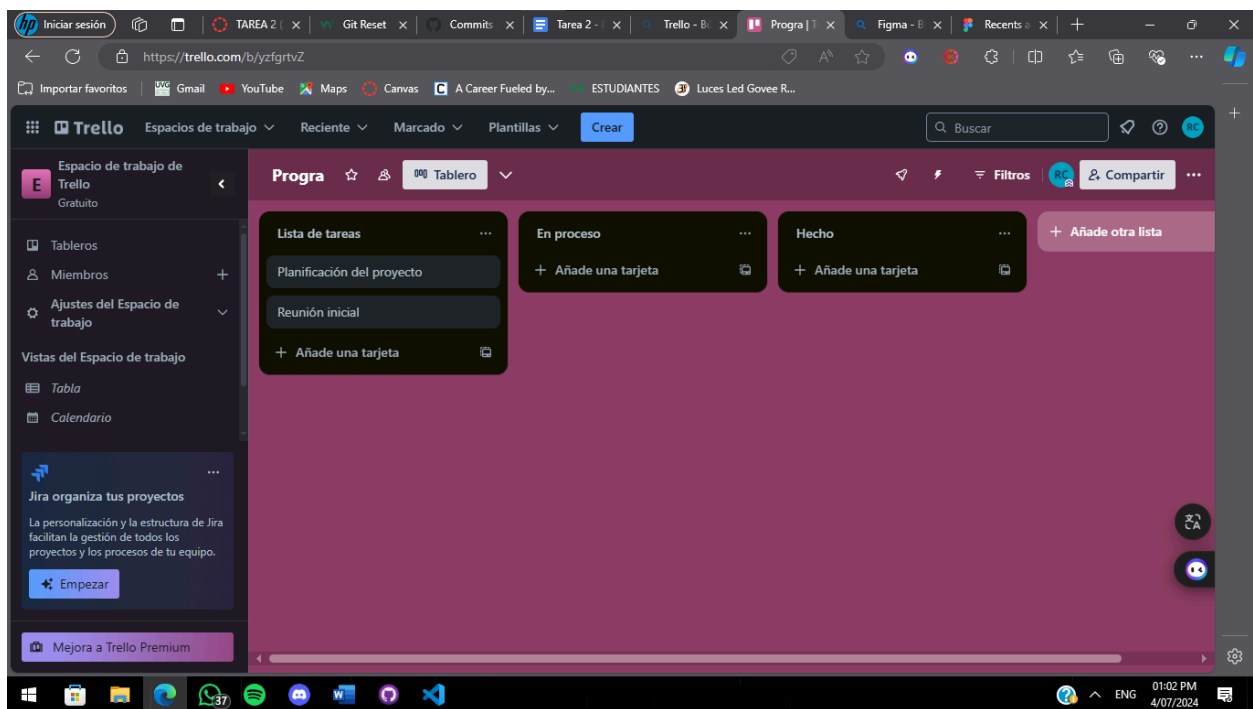 Iniciar sesión
TAREA 2 (
Git Reset
Commits
Tarea 2 -
Trello - Bo
Progra | T
Figma - B
Recents a
https://trello.com/b/yzfgrtvZ
Importar favoritos
Gmail
YouTube
Maps
Canvas
A Career Fueled by...
ESTUDIANTES
Luces Led Govee R...
Trello
Espacios de trabajo
Reciente
Marcado
Plantillas
Crear
Buscar
RC
E
Espacio de trabajo de
Trello
Gratuito
Progra
Tablero
Filtros
RC
Compartir
Tableros
Miembros
Ajustes del Espacio de
trabajo
Vistas del Espacio de trabajo
Tabla
Calendario
Lista de tareas
Planificación del proyecto
Reunión inicial
+ Añade una tarjeta
En proceso
+ Añade una tarjeta
Hecho
+ Añade una tarjeta
+ Añade otra lista
Jira organiza tus proyectos
La personalización y la estructura de Jira
facilitan la gestión de todos los
proyectos y los procesos de tu equipo.
Empezar
Mejora a Trello Premium
37
ENG
01:02 PM
4/07/2024